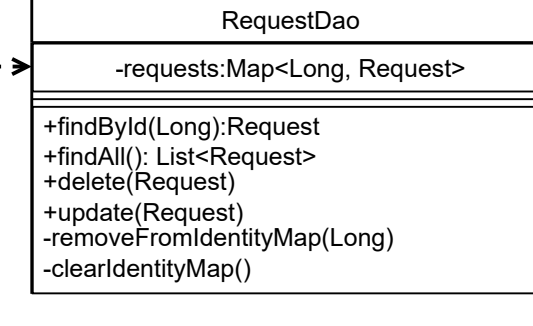 RequestDao
-requests:Map<Long, Request>
+findById(Long):Request
+findAll(): List<Request>
+delete(Request)
+update(Request)
-removeFromIdentityMap(Long)
-clearIdentityMap()